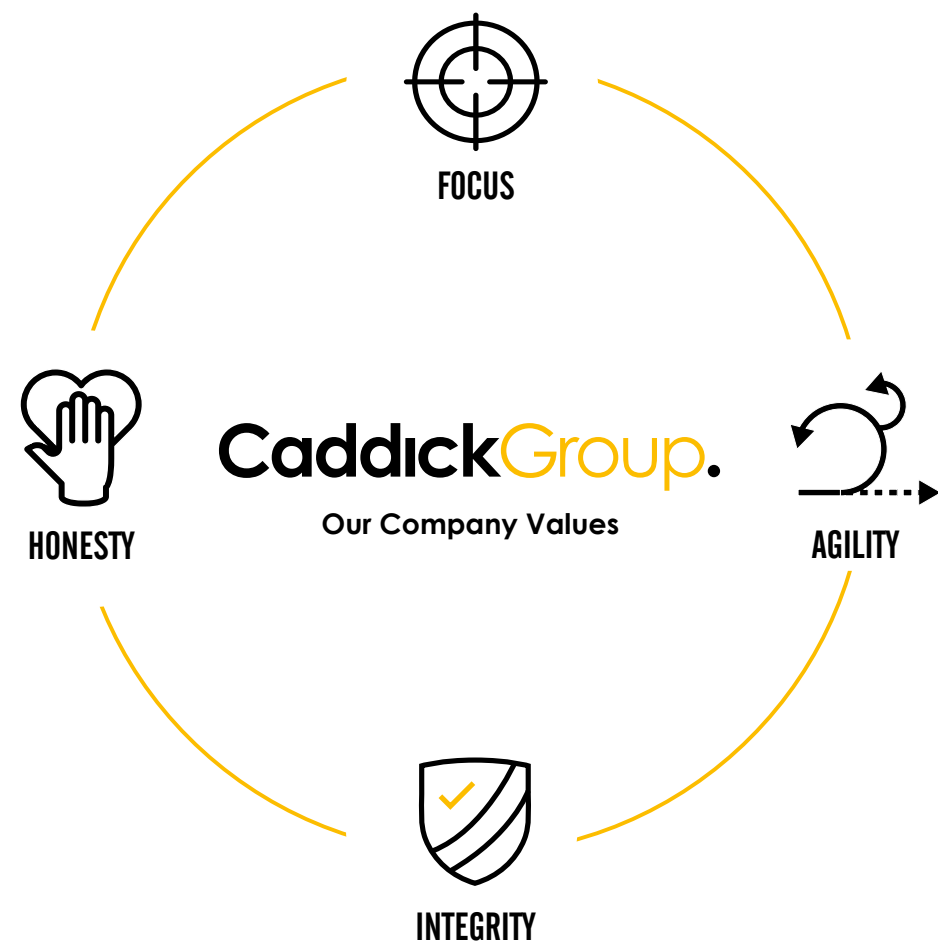 FOCUS
HONESTY
CaddickGroup.
Our Company Values
AGILITY
INTEGRITY